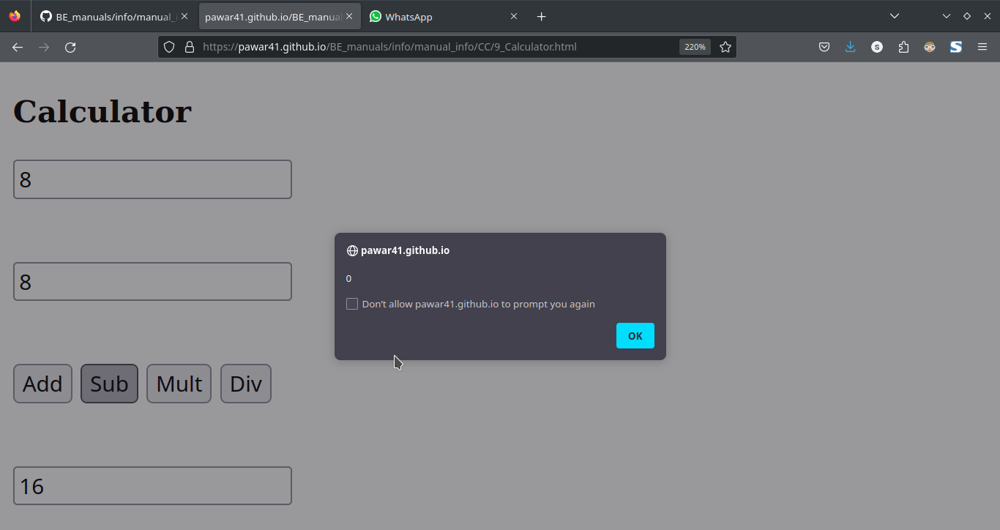 BE_manuals/info/manual_i
pawar41.github.io/BE_manua
WhatsApp
https://pawar41.github.io/BE_manuals/info/manual_info/CC/9_Calculator.html
220%
S
S
Calculator
8
8
pawar41.github.io
0
Don't allow pawar41.github.io to prompt you again
OK
Add Sub Mult Div
16